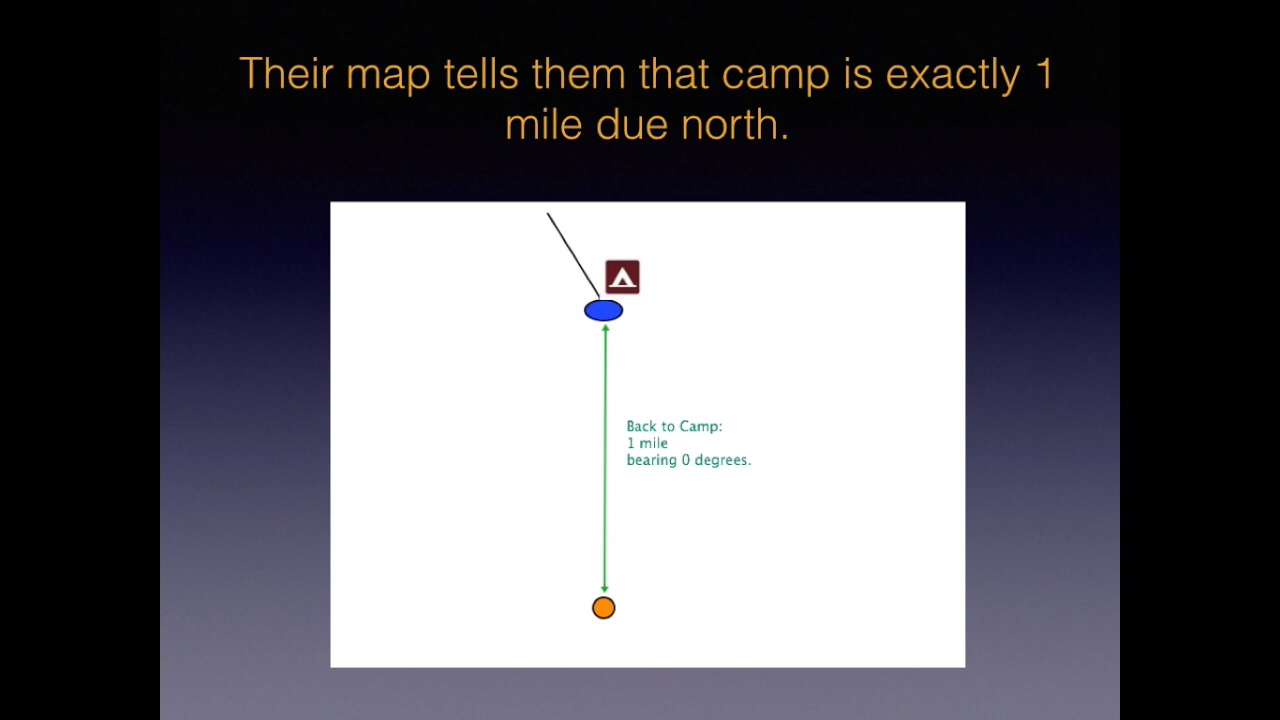 Their map tells them that camp is exactly 1
mile due north.
Back to Camp:
1 mile
bearing 0 degrees.